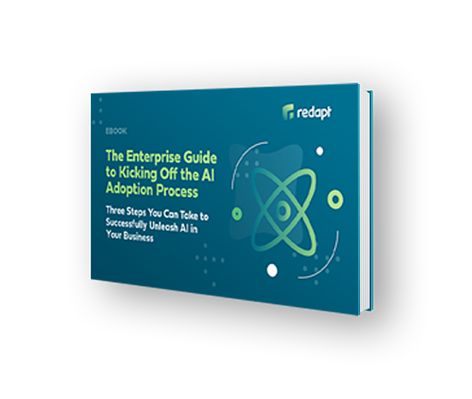 redapt
EBOOK
The Enterprise Guide
to Kicking Off the AI
Adoption Process
Three Steps You Can Take to
Successfully Unleash AI in
Your Business